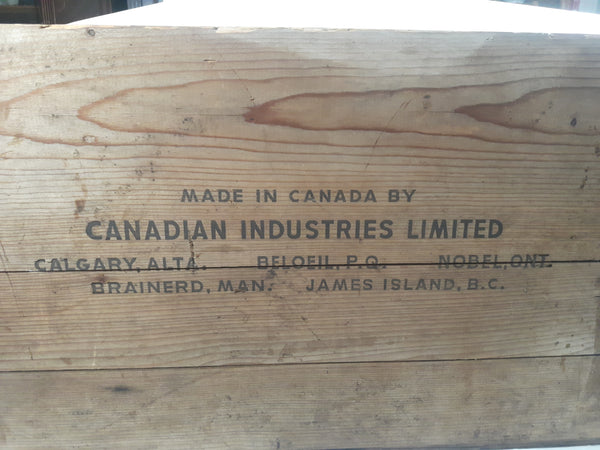 MADE IN CANADA BY
CANADIAN INDUSTRIES LIMITED
CALGARY, ALTA. BELOEIL, P.Q. NOBEL, ONT.
BRAINERD, MAN. JAMES ISLAND, B.C.